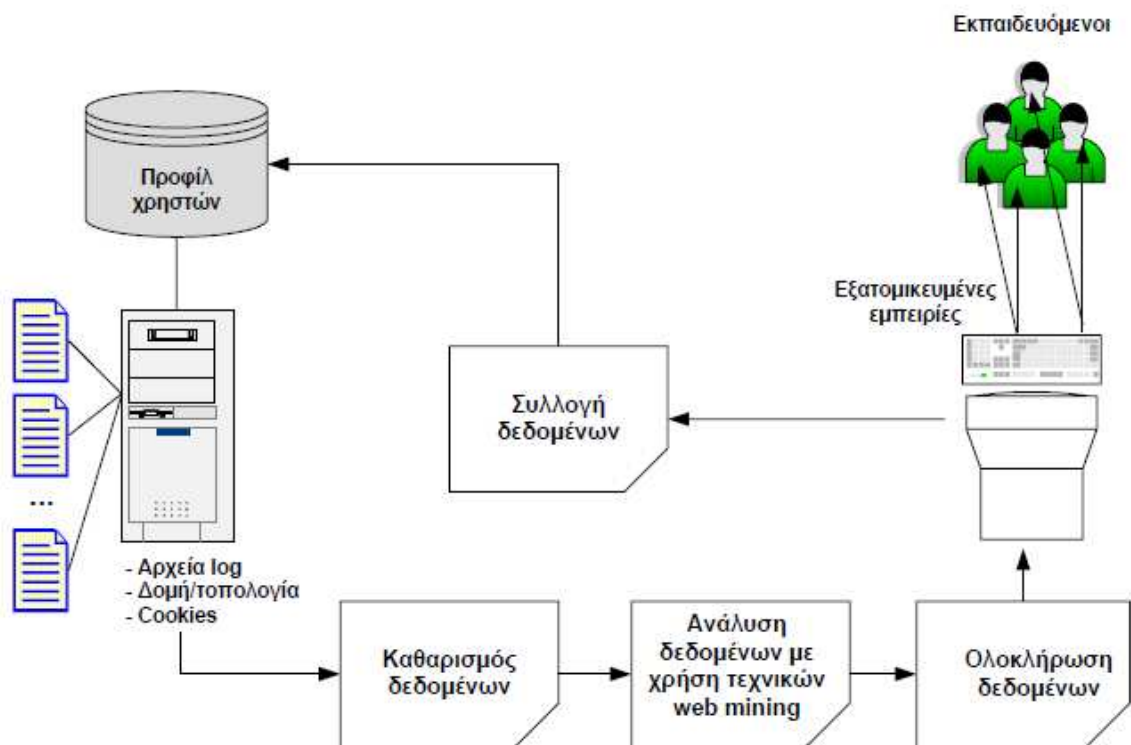 Εκπαιδευόμενοι
Προφίλ
χρηστών
Εξατομικευμένες
εμπειρίες
Συλλογή
δεδομένων
...
- Αρχεία log
- Δομή/τοπολογία
- Cookies
Καθαρισμός
δεδομένων
Ανάλυση
δεδομένων με
χρήση τεχνικών
web mining
Ολοκλήρωση
δεδομένων